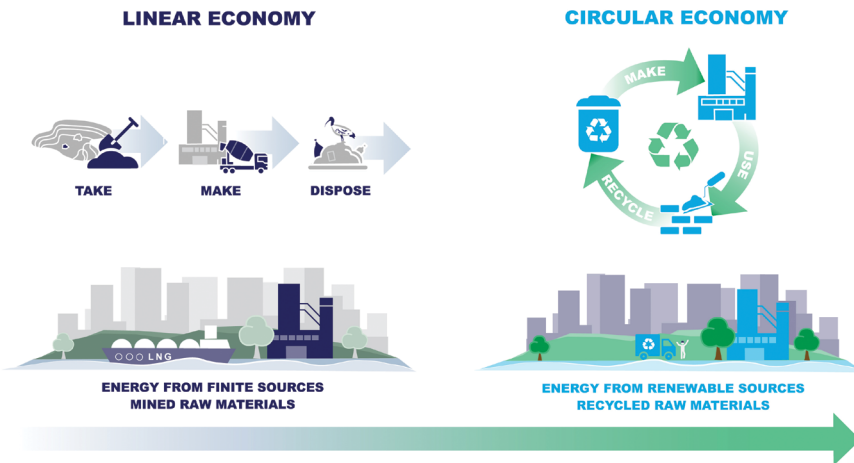 LINEAR ECONOMY
TAKE
MAKE
DISPOSE
LNG
ENERGY FROM FINITE SOURCES
MINED RAW MATERIALS
CIRCULAR ECONOMY
MAKE
USE
RECYCLE
ENERGY FROM RENEWABLE SOURCES
RECYCLED RAW MATERIALS